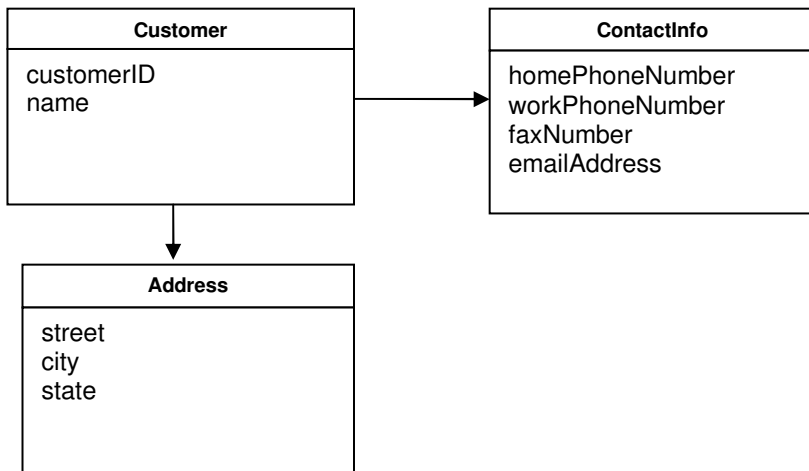 Customer
customerID
name
ContactInfo
homePhoneNumber
workPhoneNumber
faxNumber
emailAddress
Address
street
city
state